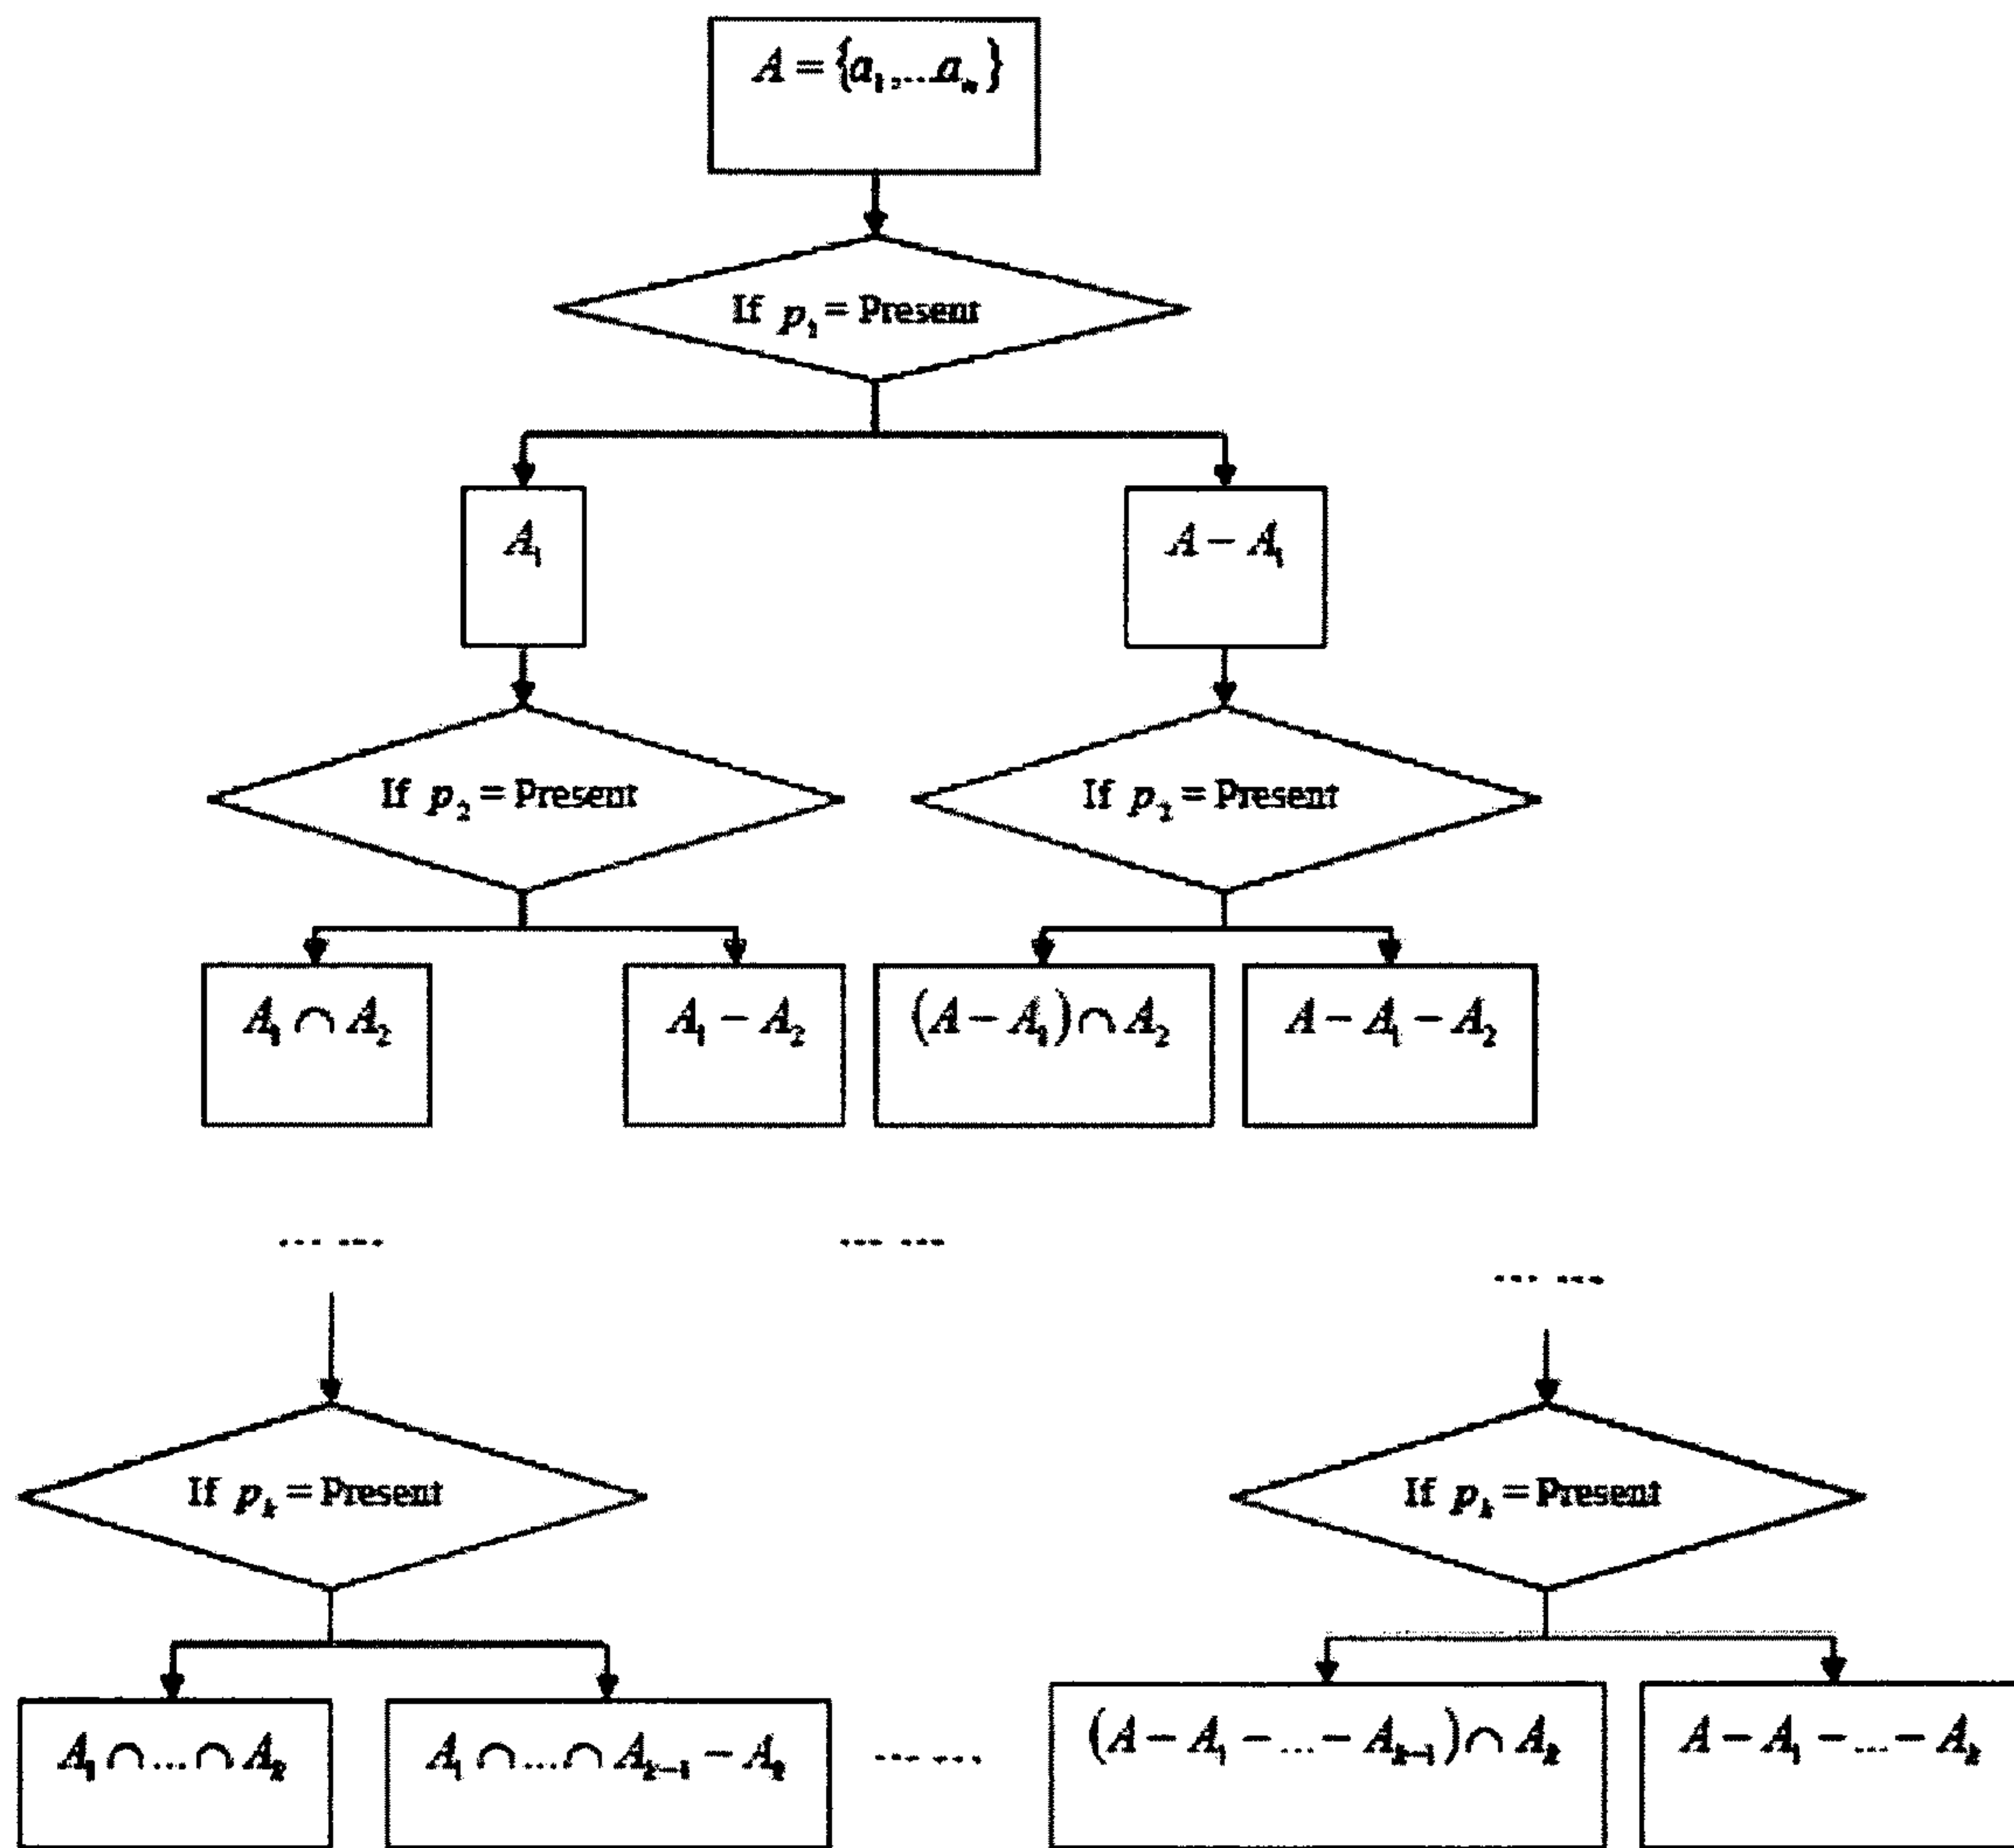 A = {a₁,...aₙ}
If p₁ = Present
A₁
A − A₁
If p₂ = Present
If p₂ = Present
A₁ ∩ A₂
A₁ − A₂
(A − A₁) ∩ A₂
A − A₁ − A₂
... ...
... ...
... ...
If pₖ = Present
If pₖ = Present
A₁ ∩ ... ∩ Aₖ
A₁ ∩ ... ∩ Aₖ₋₁ − Aₖ
... ...
(A − A₁ − ... − Aₖ₋₁) ∩ Aₖ
A − A₁ − ... − Aₖ